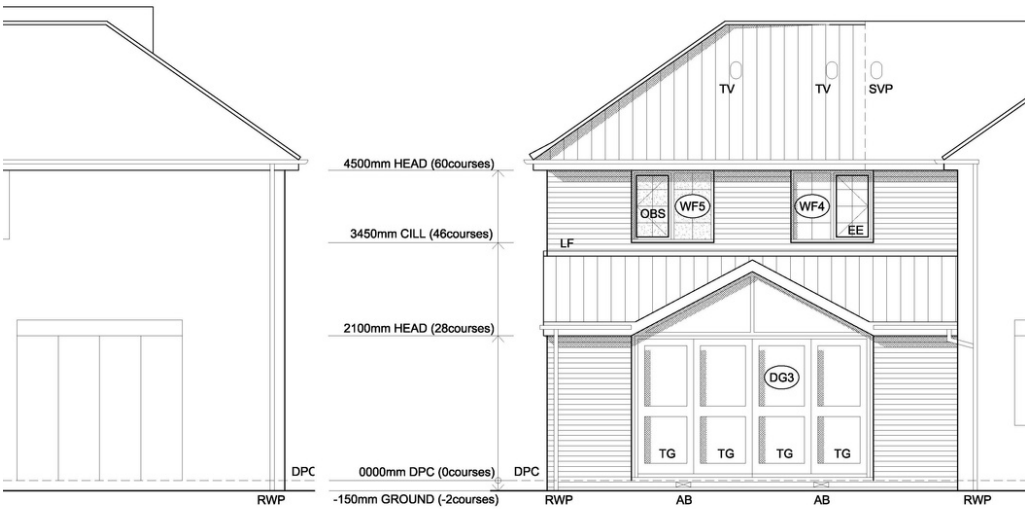 TV TV SVP
4500mm HEAD (60courses)
OBS WF5 WF4
EE
3450mm CILL (46courses)
LF
2100mm HEAD (28courses)
DG3
TG TG TG TG
DPC 0000mm DPC (0courses) DPC
RWP -150mm GROUND (-2courses) RWP AB AB RWP